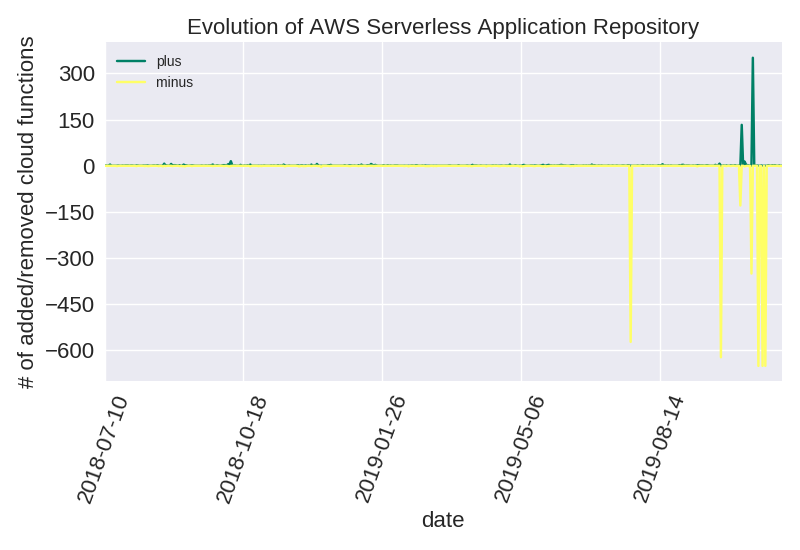 Evolution of AWS Serverless Application Repository
# of added/removed cloud functions
plus
minus
300
150
0
−150
−300
−450
−600
2018-07-10
2018-10-18
2019-01-26
2019-05-06
2019-08-14
date